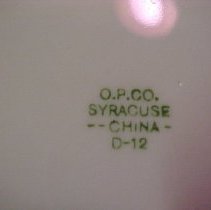 O.P.CO.
SYRACUSE
-- CHINA -
D-12